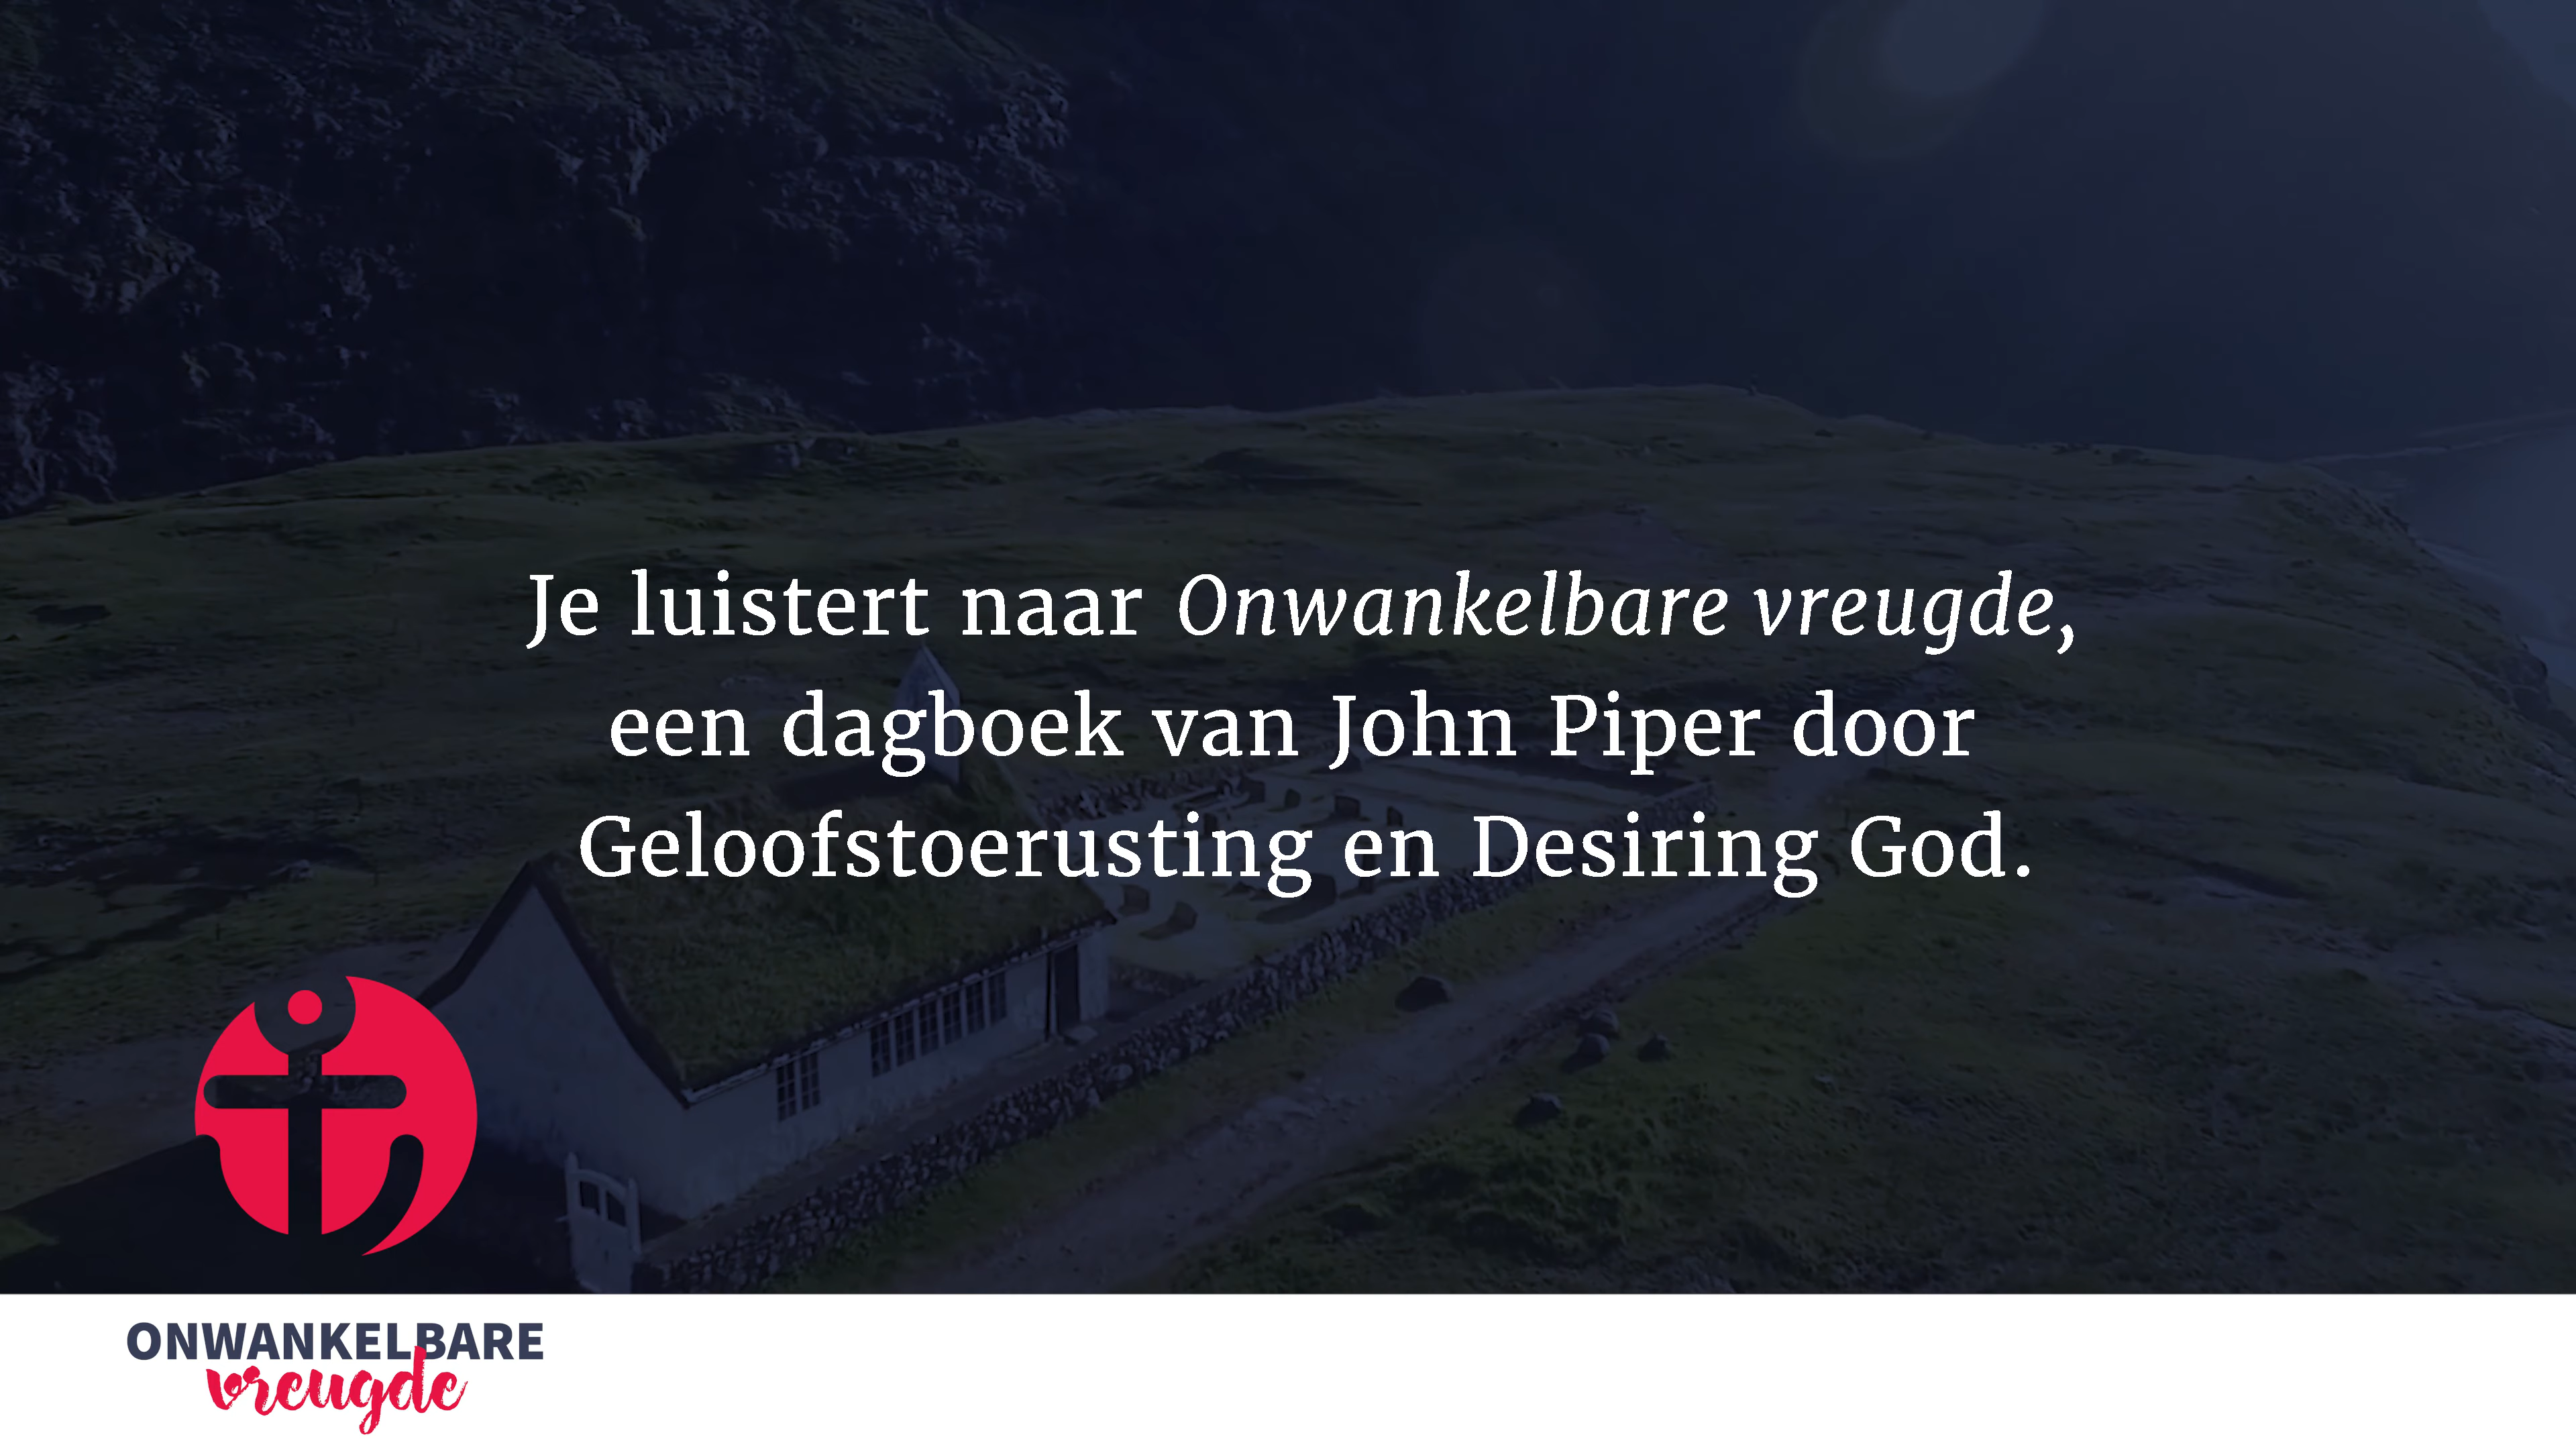 Je luistert naar Onwankelbare vreugde,
een dagboek van John Piper door
Geloofstoerusting en Desiring God.
ONWANKELBARE
vreugde